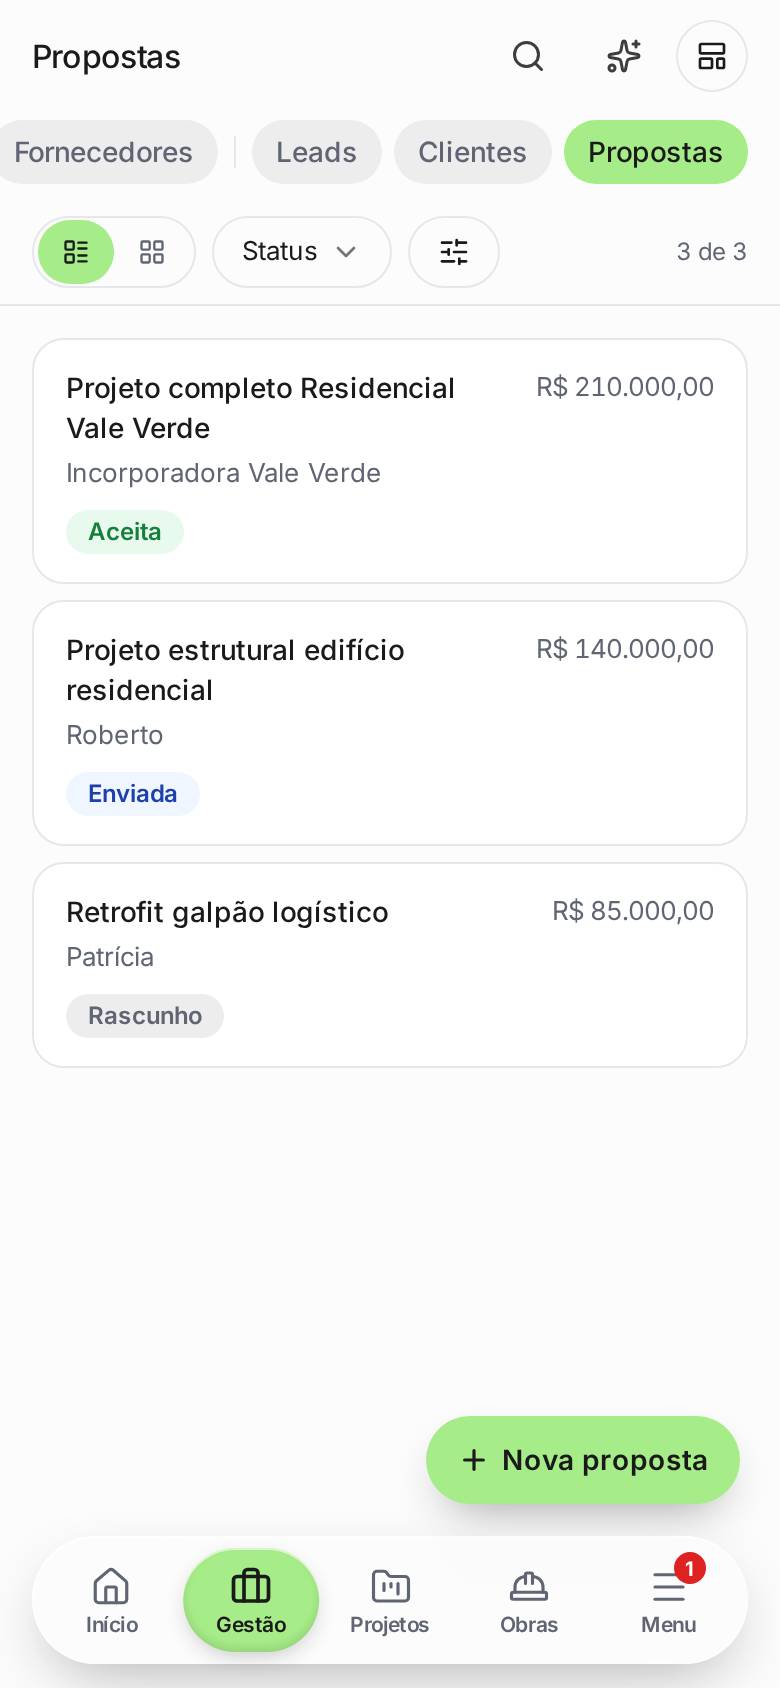 Propostas
Fornecedores
Leads
Clientes
Propostas
Status
3 de 3
Projeto completo Residencial
Vale Verde
R$ 210.000,00
Incorporadora Vale Verde
Aceita
Projeto estrutural edifício
residencial
R$ 140.000,00
Roberto
Enviada
Retrofit galpão logístico
R$ 85.000,00
Patrícia
Rascunho
Nova proposta
Início
Gestão
Projetos
Obras
1
Menu